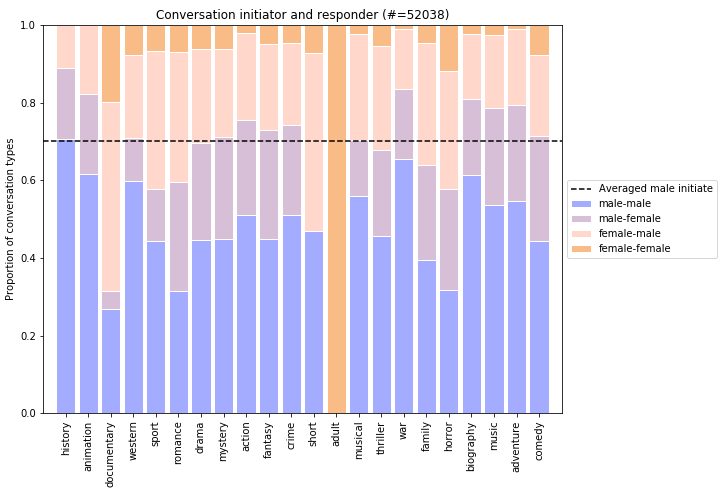 Conversation initiator and responder (#=52038)
Proportion of conversation types
1.0
0.8
0.6
0.4
0.2
0.0
history
animation
documentary
western
sport
romance
drama
mystery
action
fantasy
crime
short
adult
musical
thriller
war
family
horror
biography
music
adventure
comedy
Averaged male initiate
male-male
male-female
female-male
female-female